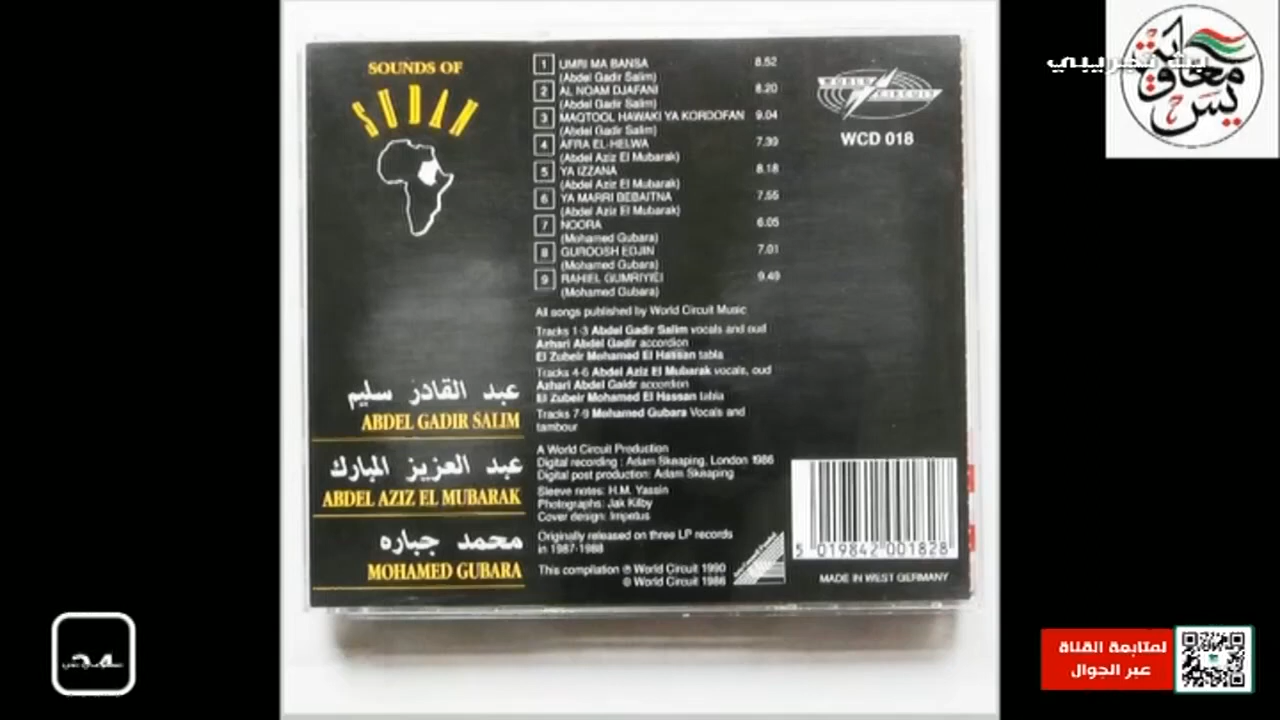 SOUNDS OF
SUDAN
1 UMRI MA BANSA 8.52
(Abdel Gadir Salim)
2 AL NOAM DJAFANI 8.20
(Abdel Gadir Salim)
3 MAQTOOL HAWAKI YA KORDOFAN 9.04
(Abdel Gadir Salim)
4 AFRA EL-HELWA 7.39
(Abdel Aziz El Mubarak)
5 YA IZZANA 8.18
(Abdel Aziz El Mubarak)
6 YA MARRI BEBAITNA 7.55
(Abdel Aziz El Mubarak)
7 NOORA 6.05
(Mohamed Gubara)
8 GUROOSH EDJIN 7.01
(Mohamed Gubara)
9 RAHIEL 9.49
(Mohamed Gubara)
All songs published by World Circuit Music
Tracks 1-3 Abdel Gadir Salim vocals and oud
Azhari Abdel Gadir accordion
El Zubeir Mohamed El Hassan tabla
Tracks 4-6 Abdel Aziz El Mubarak vocals, oud
Azhari Abdel Gaidr accordion
El Zubeir Mohamed El Hassan tabla
Tracks 7-9 Mohamed Gubara Vocals and
tambour
A World Circuit Production
Digital recording : Adam Skeaping, London 1986
Digital post production: Adam Skeaping
Sleeve notes: H.M. Yassin
Photographs: Jak Kilby
Cover design: Impetus
Originally released on three LP records
in 1987-1988
This compilation ℗ World Circuit 1990
© World Circuit 1986
عبد القادر سليم
ABDEL GADIR SALIM
عبد العزيز المبارك
ABDEL AZIZ EL MUBARAK
محمد جباره
MOHAMED GUBARA
WORLD CIRCUIT
WCD 018
5 019842 001828
MADE IN WEST GERMANY
بث تجريبي
معاوية
يس
لمتابعة القناة
عبر الجوال